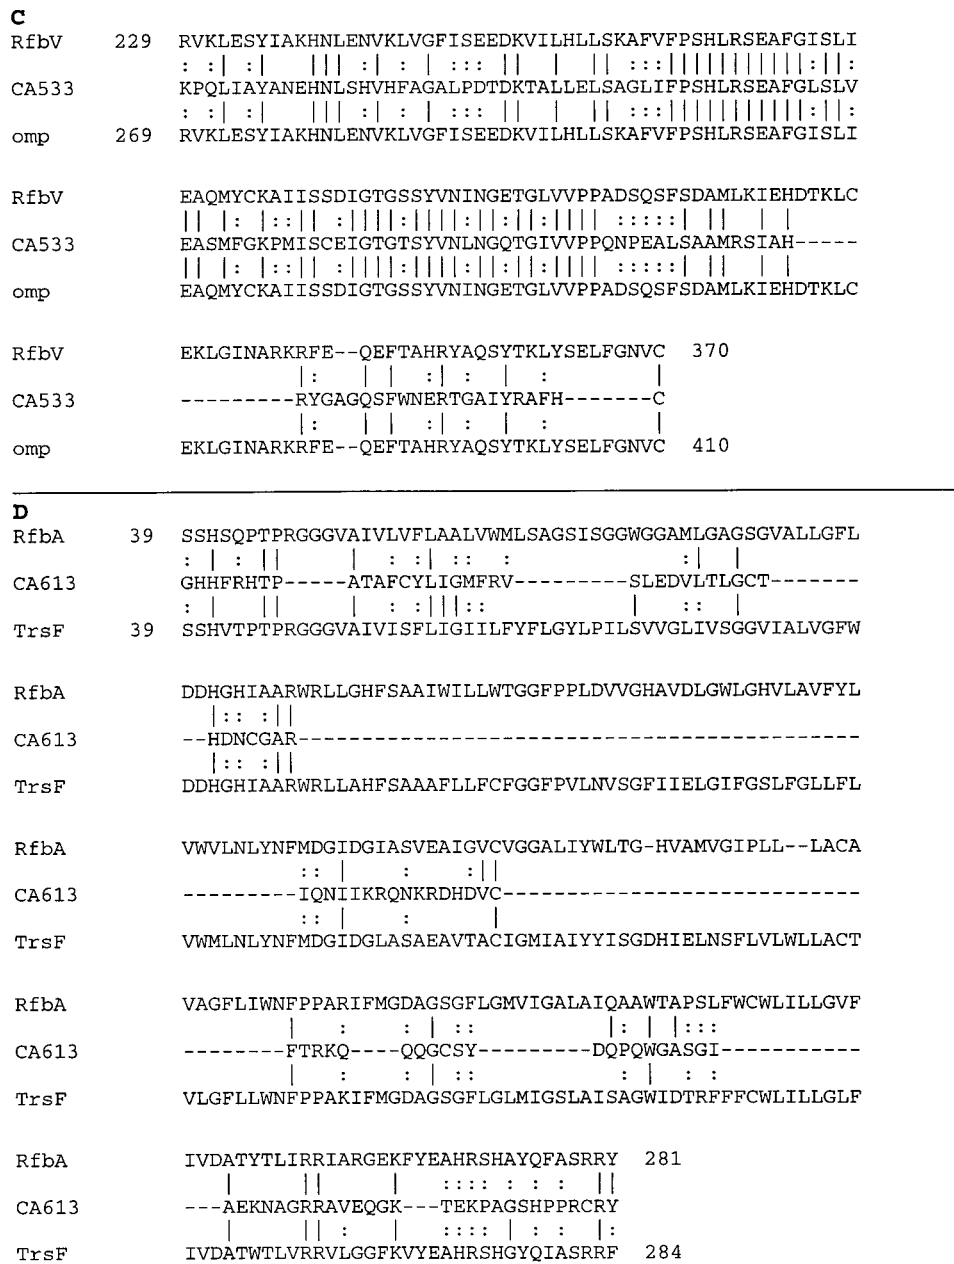 C
RfbV 229 RVKLESYIAKHNLENVKLVGFISEEDKVILHLLSKAFVFPSHLRSEAFGISLI
: :| :| ||| :| | ::: || | || :::|||||||||||:||:
CA533 KPQLIAYANEHNLSHVHFAGALPDTDKTALLELSAGLIFPSHLRSEAFGLSLV
: :| :| ||| :| | ::: || | || :::|||||||||||:||:
omp 269 RVKLESYIAKHNLENVKLVGFISEEDKVILHLLSKAFVFPSHLRSEAFGISLI
RfbV EAQMYCKAIISSDIGTGSSYVNINGETGLVVPPADSQSFSDAMLKIEHDTKLC
|| |: |::|| :||||:||||:||:||:|||| :::::| || | |
CA533 EASMFGKPMISCEIGTGTSYVNLNGQTGIVVPPQNPEALSAAMRSIAH-----
|| |: |::|| :||||:||||:||:||:|||| :::::| || | |
omp EAQMYCKAIISSDIGTGSSYVNINGETGLVVPPADSQSFSDAMLKIEHDTKLC
RfbV EKLGINARKRFE--QEFTAHRYAQSYTKLYSELFGNVC 370
|: | | :| : | : |
CA533 ---------RYGAGQSFWNERTGAIYRAFH-------C
|: | | :| : | : |
omp EKLGINARKRFE--QEFTAHRYAQSYTKLYSELFGNVC 410
D
RfbA 39 SSHSQPTPRGGGVAIVLVFLAALVWMLSAGSISGGWGGAMLGAGSGVALLGFL
: | : || | : :| :: : :| |
CA613 GHHFRHTP-----ATAFCYLIGMFRV---------SLEDVLTLGCT-------
: | || | : :|||:: | :: |
TrsF 39 SSHVTPTPRGGGVAIVISFLIGIILFYFLGYLPILSVVGLIVSGGVIALVGFW
RfbA DDHGHIAARWRLLGHFSAAIWILLWTGGFPPLDVVGHAVDLGWLGHVLAVFYL
|:: :||
CA613 --HDNCGAR--------------------------------------------
|:: :||
TrsF DDHGHIAARWRLLAHFSAAAFLLFCFGGFPVLNVSGFIIELGIFGSLFGLLFL
RfbA VWVLNLYNFMDGIDGIASVEAIGVCVGGALIYWLTG-HVAMVGIPLL--LACA
:: | : :||
CA613 ---------IQNIIKRQNKRDHDVC----------------------------
:: | : |
TrsF VWMLNLYNFMDGIDGLASAEAVTACIGMIAIYYISGDHIELNSFLVLWLLACT
RfbA VAGFLIWNFPPARIFMGDAGSGFLGMVIGALAIQAAWTAPSLFWCWLILLGVF
| : : | :: |: | |:::
CA613 --------FTRKQ----QQGCSY---------DQPQWGASGI-----------
| : : | :: : | : :
TrsF VLGFLLWNFPPAKIFMGDAGSGFLGLMIGSLAISAGWIDTRFFFCWLILLGLF
RfbA IVDATYTLIRRIARGEKFYEAHRSHAYQFASRRY 281
| || | :::: : : : ||
CA613 ---AEKNAGRRAVEQGK---TEKPAGSHPPRCRY
| || : | :::: | : : |:
TrsF IVDATWTLVRRVLGGFKVYEAHRSHGYQIASRRF 284